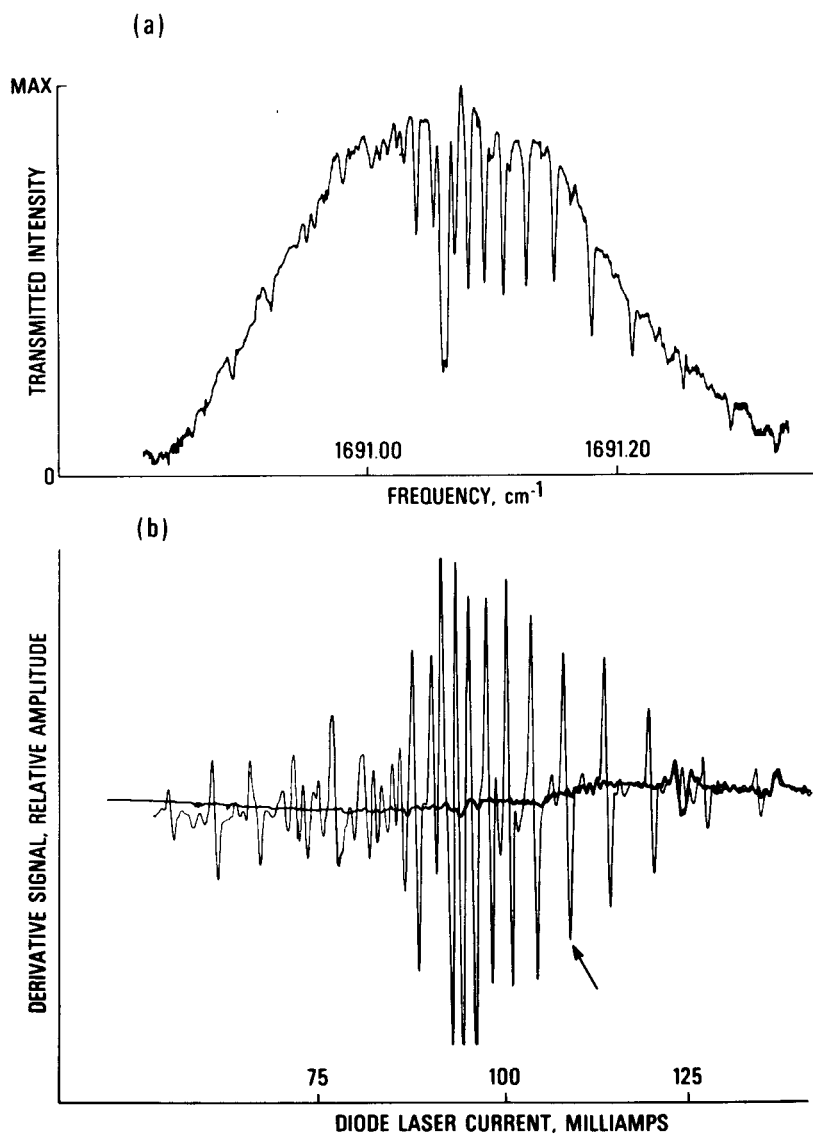 (a)
MAX
TRANSMITTED INTENSITY
0
1691.00 1691.20
FREQUENCY, cm-1
(b)
DERIVATIVE SIGNAL, RELATIVE AMPLITUDE
75 100 125
DIODE LASER CURRENT, MILLIAMPS